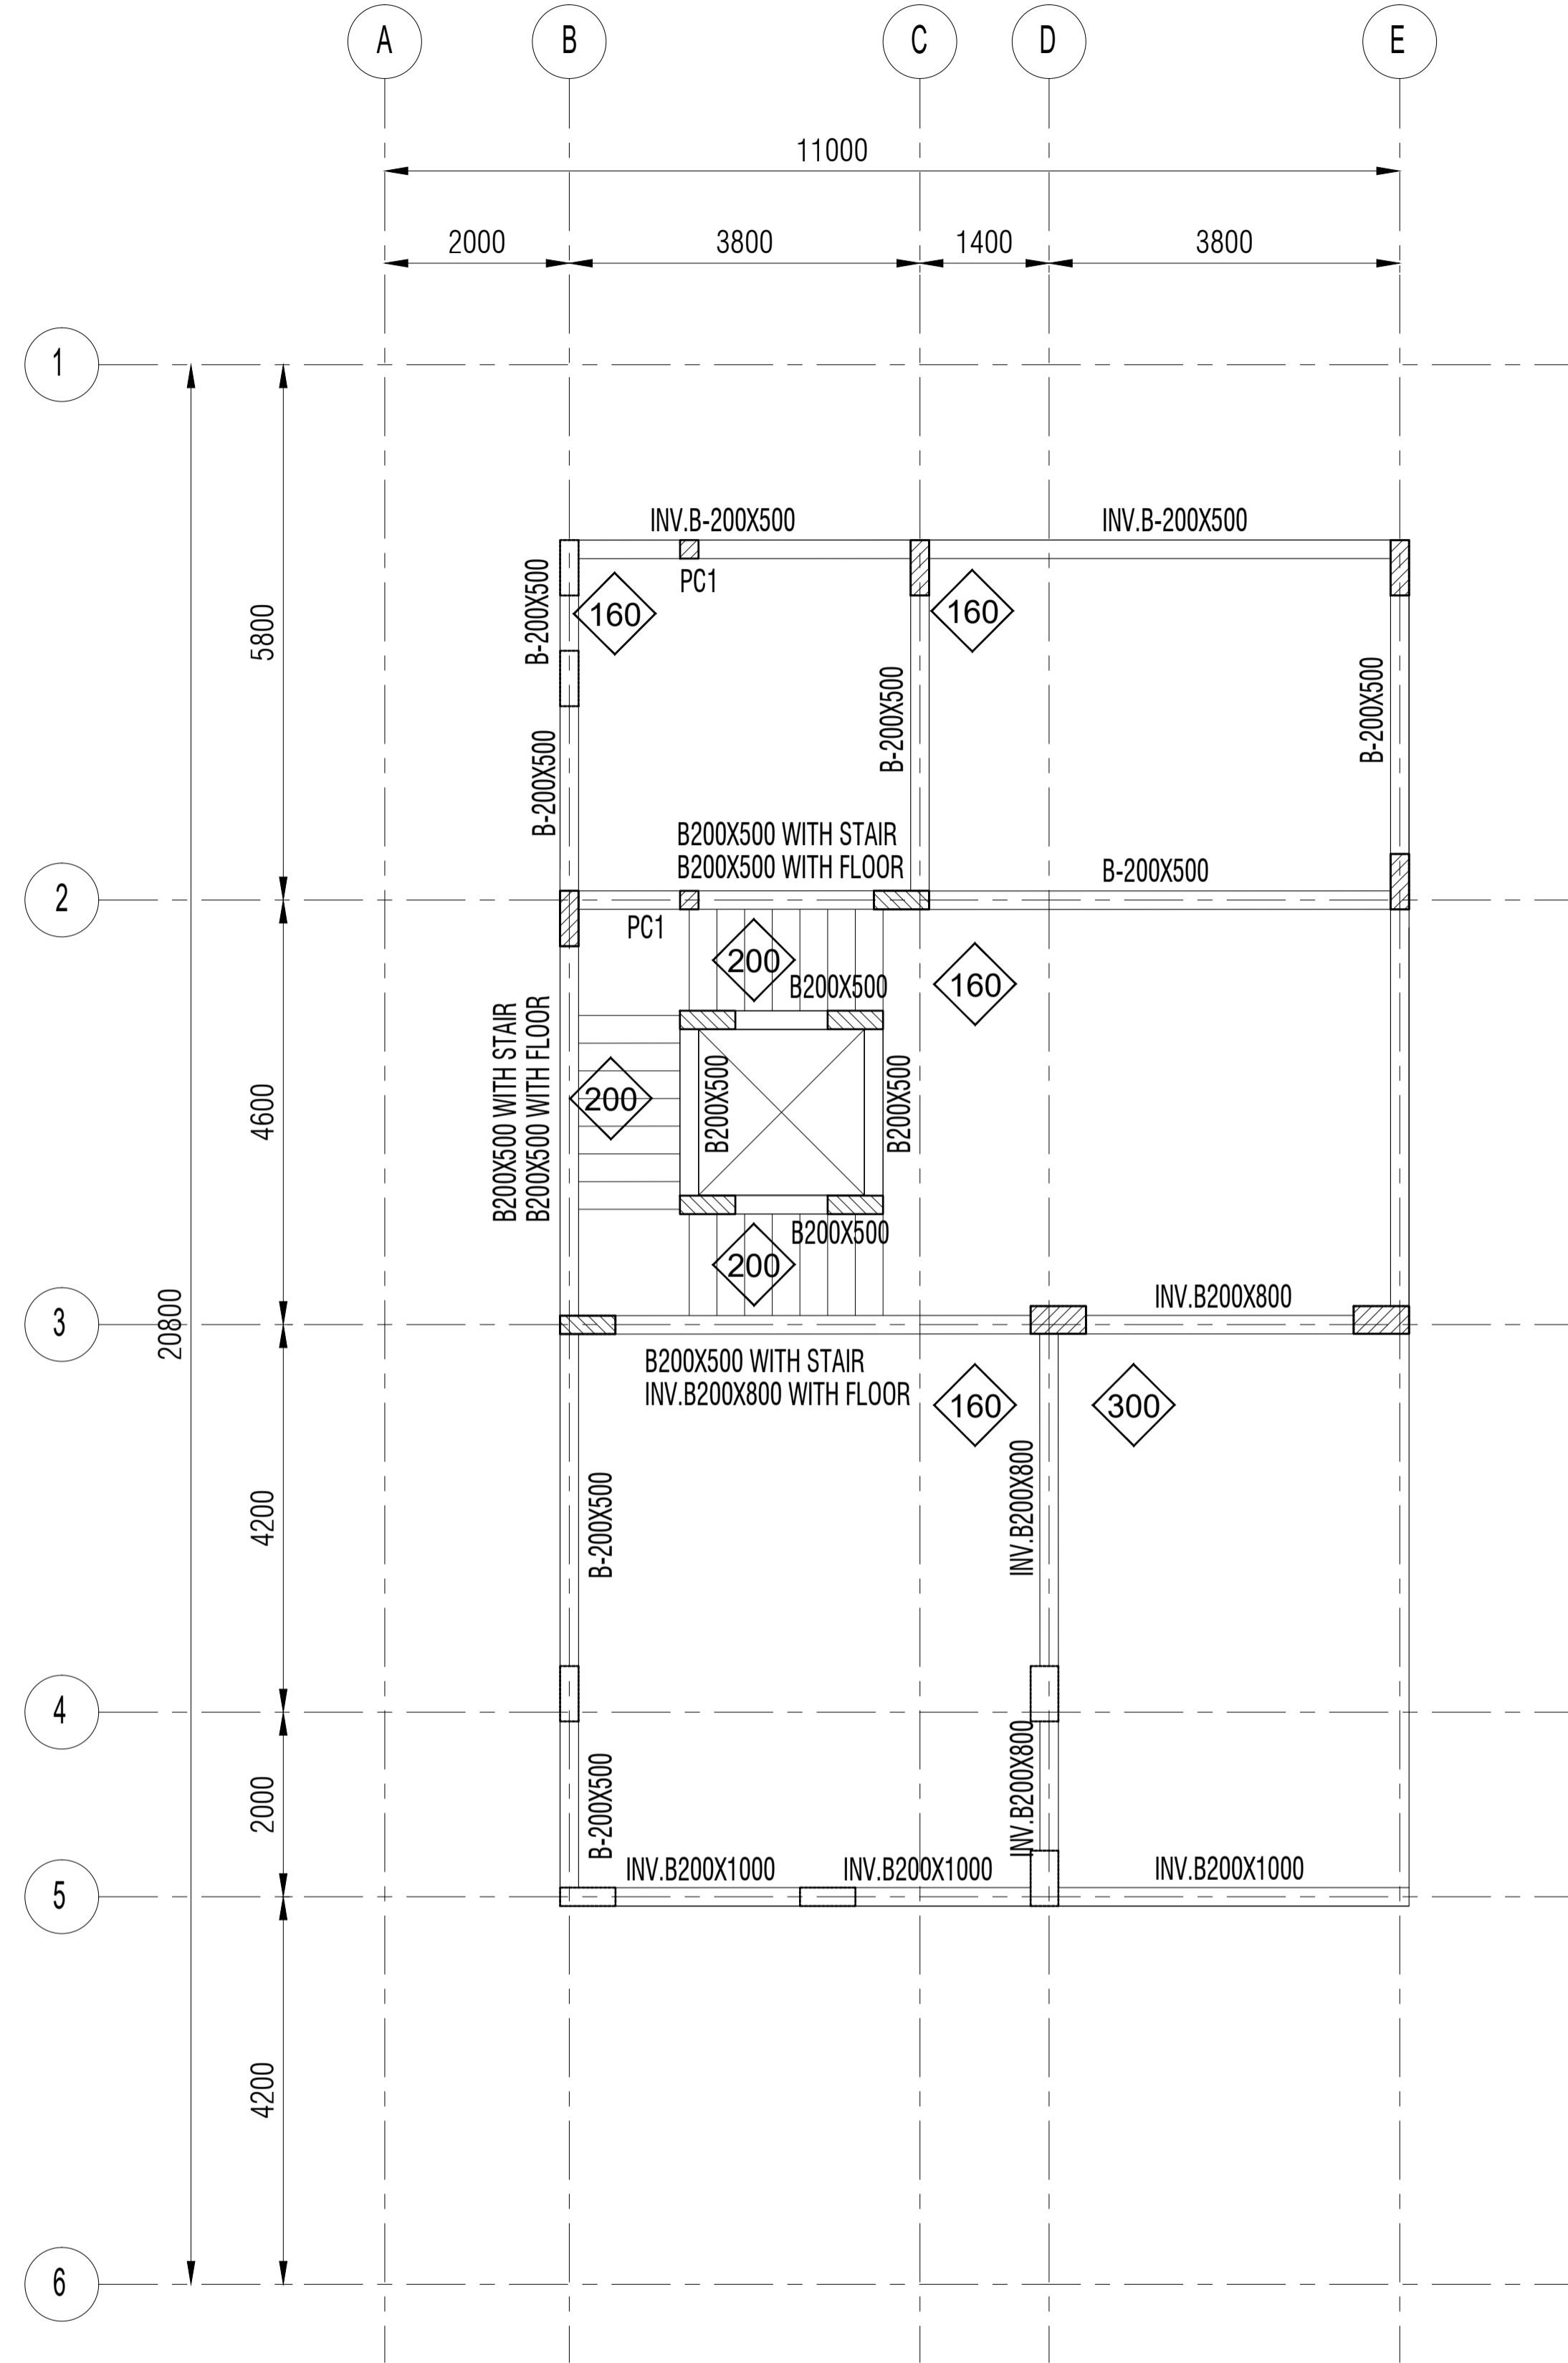 A
B
C
D
E
11000
2000
3800
1400
3800
1
INV.B-200X500
INV.B-200X500
PC1
B-200X500
160
160
5800
B-200X500
B-200X500
B-200X500
B-200X500
B200X500 WITH STAIR
B200X500 WITH FLOOR
B-200X500
2
PC1
200
B200X500
160
B200X500 WITH STAIR
B200X500 WITH FLOOR
4600
200
B200X500
B200X500
B200X500
200
INV.B200X800
20800
3
B200X500 WITH STAIR
INV.B200X800 WITH FLOOR
160
300
4200
B-200X500
INV.B200X800
4
2000
B-200X500
INV.B200X800
INV.B200X1000
INV.B200X1000
INV.B200X1000
5
4200
6